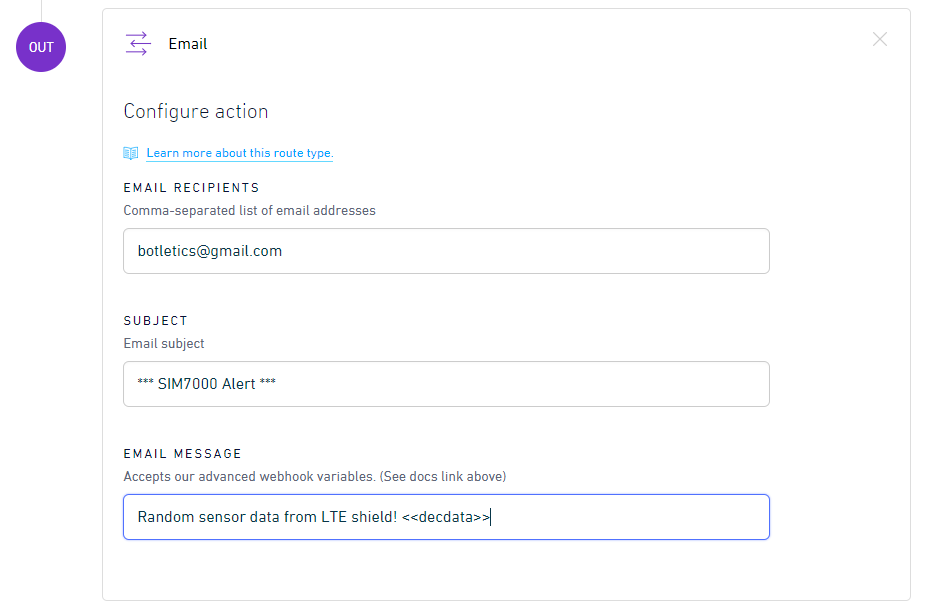 OUT
Email
Configure action
Learn more about this route type.
EMAIL RECIPIENTS
Comma-separated list of email addresses
botletics@gmail.com
SUBJECT
Email subject
*** SIM7000 Alert ***
EMAIL MESSAGE
Accepts our advanced webhook variables. (See docs link above)
Random sensor data from LTE shield! <<decdata>>